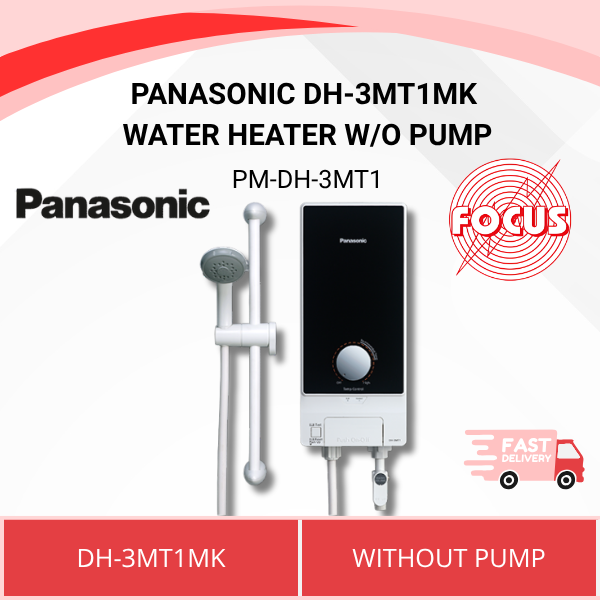 PANASONIC DH-3MT1MK
WATER HEATER W/O PUMP
PM-DH-3MT1
Panasonic
FOCUS
Panasonic
FAST
DELIVERY
DH-3MT1MK
WITHOUT PUMP